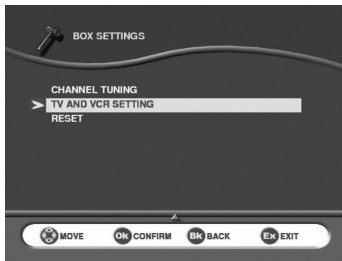 BOX SETTINGS
CHANNEL TUNING
TV AND VCR SETTING
RESET
MOVE Ok CONFIRM Bk BACK Ex EXIT